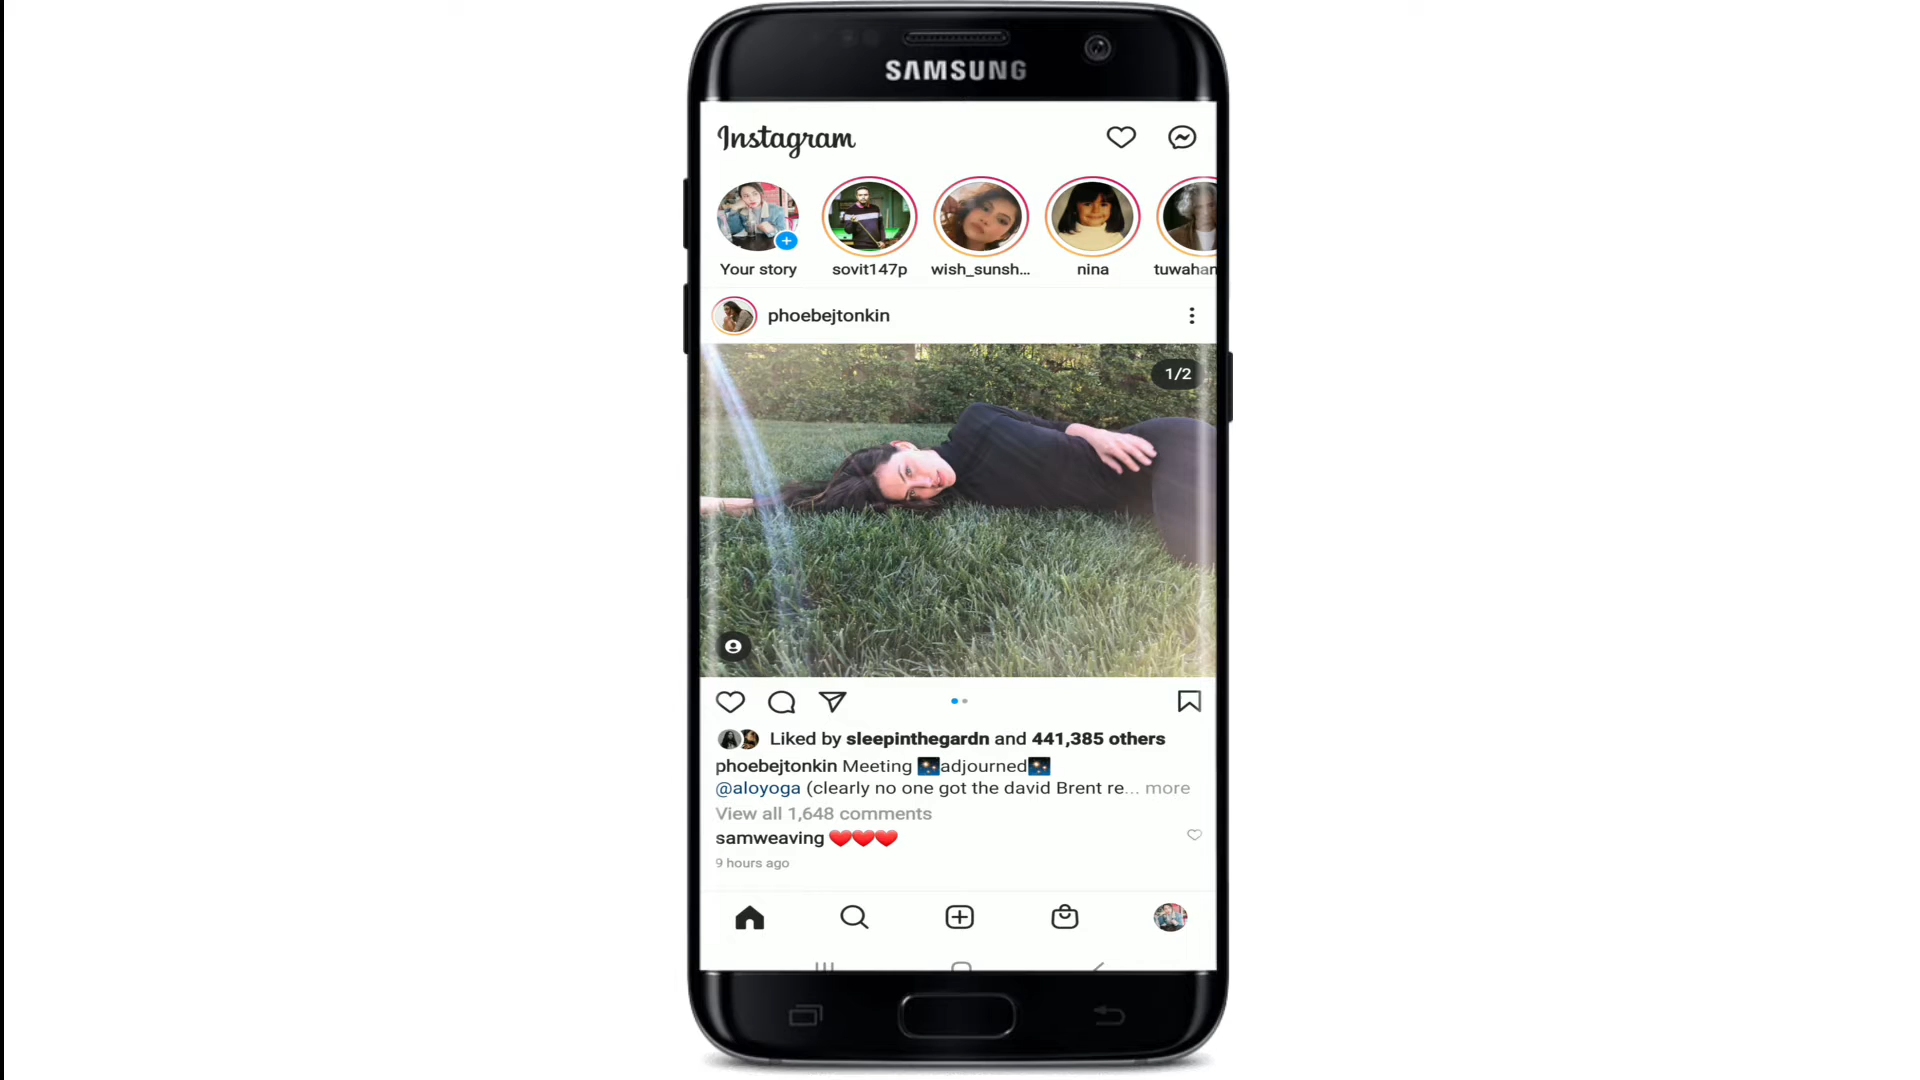 SAMSUNG
Instagram
Your story
sovit147p
wish_sunsh...
nina
tuwahan
phoebejtonkin
1/2
Liked by sleepinthegardn and 441,385 others
phoebejtonkin Meeting 🎇adjourned🎇
@aloyoga (clearly no one got the david Brent re... more
View all 1,648 comments
samweaving ❤️❤️❤️
9 hours ago